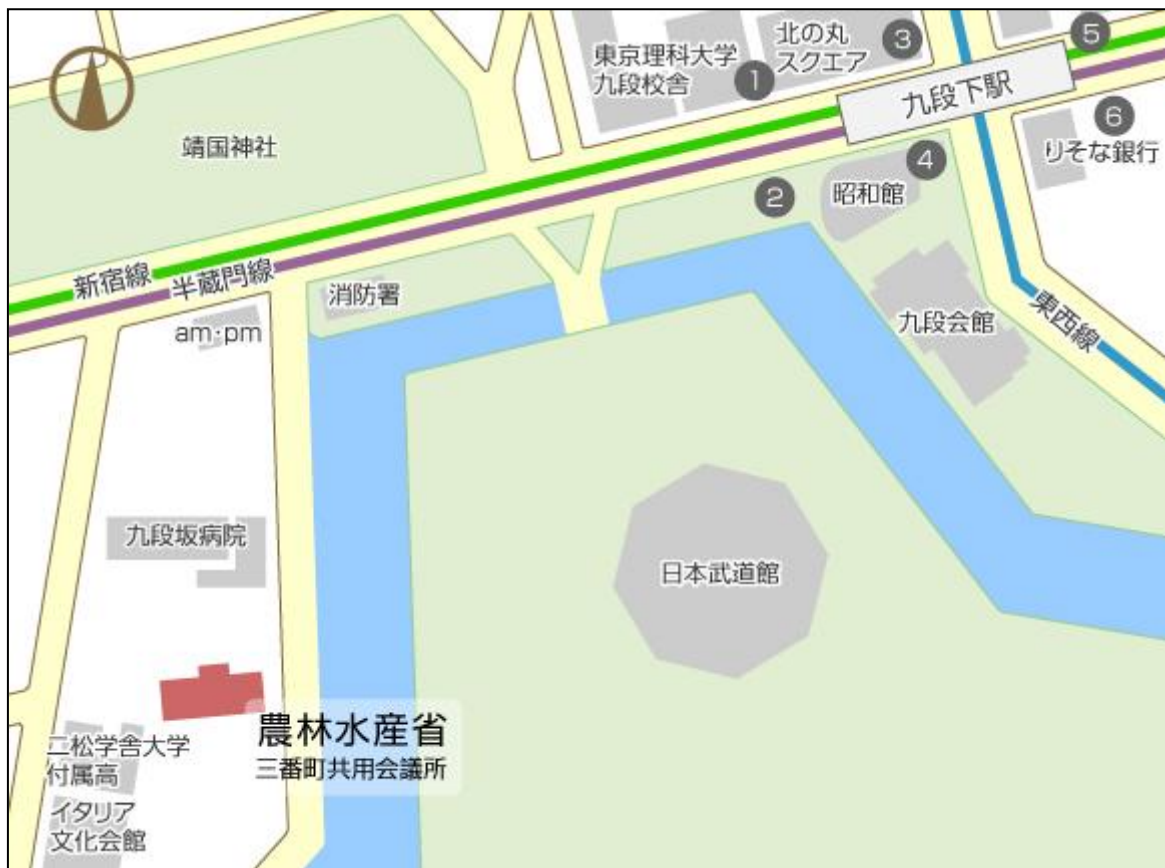 東京理科大学
九段校舎
1
北の丸
スクエア
3
5
九段下駅
靖国神社
6
りそな銀行
4
昭和館
2
新宿線
半蔵門線
消防署
九段会館
東西線
am・pm
九段坂病院
日本武道館
農林水産省
三番町共用会議所
二松学舎大学
付属高
イタリア
文化会館